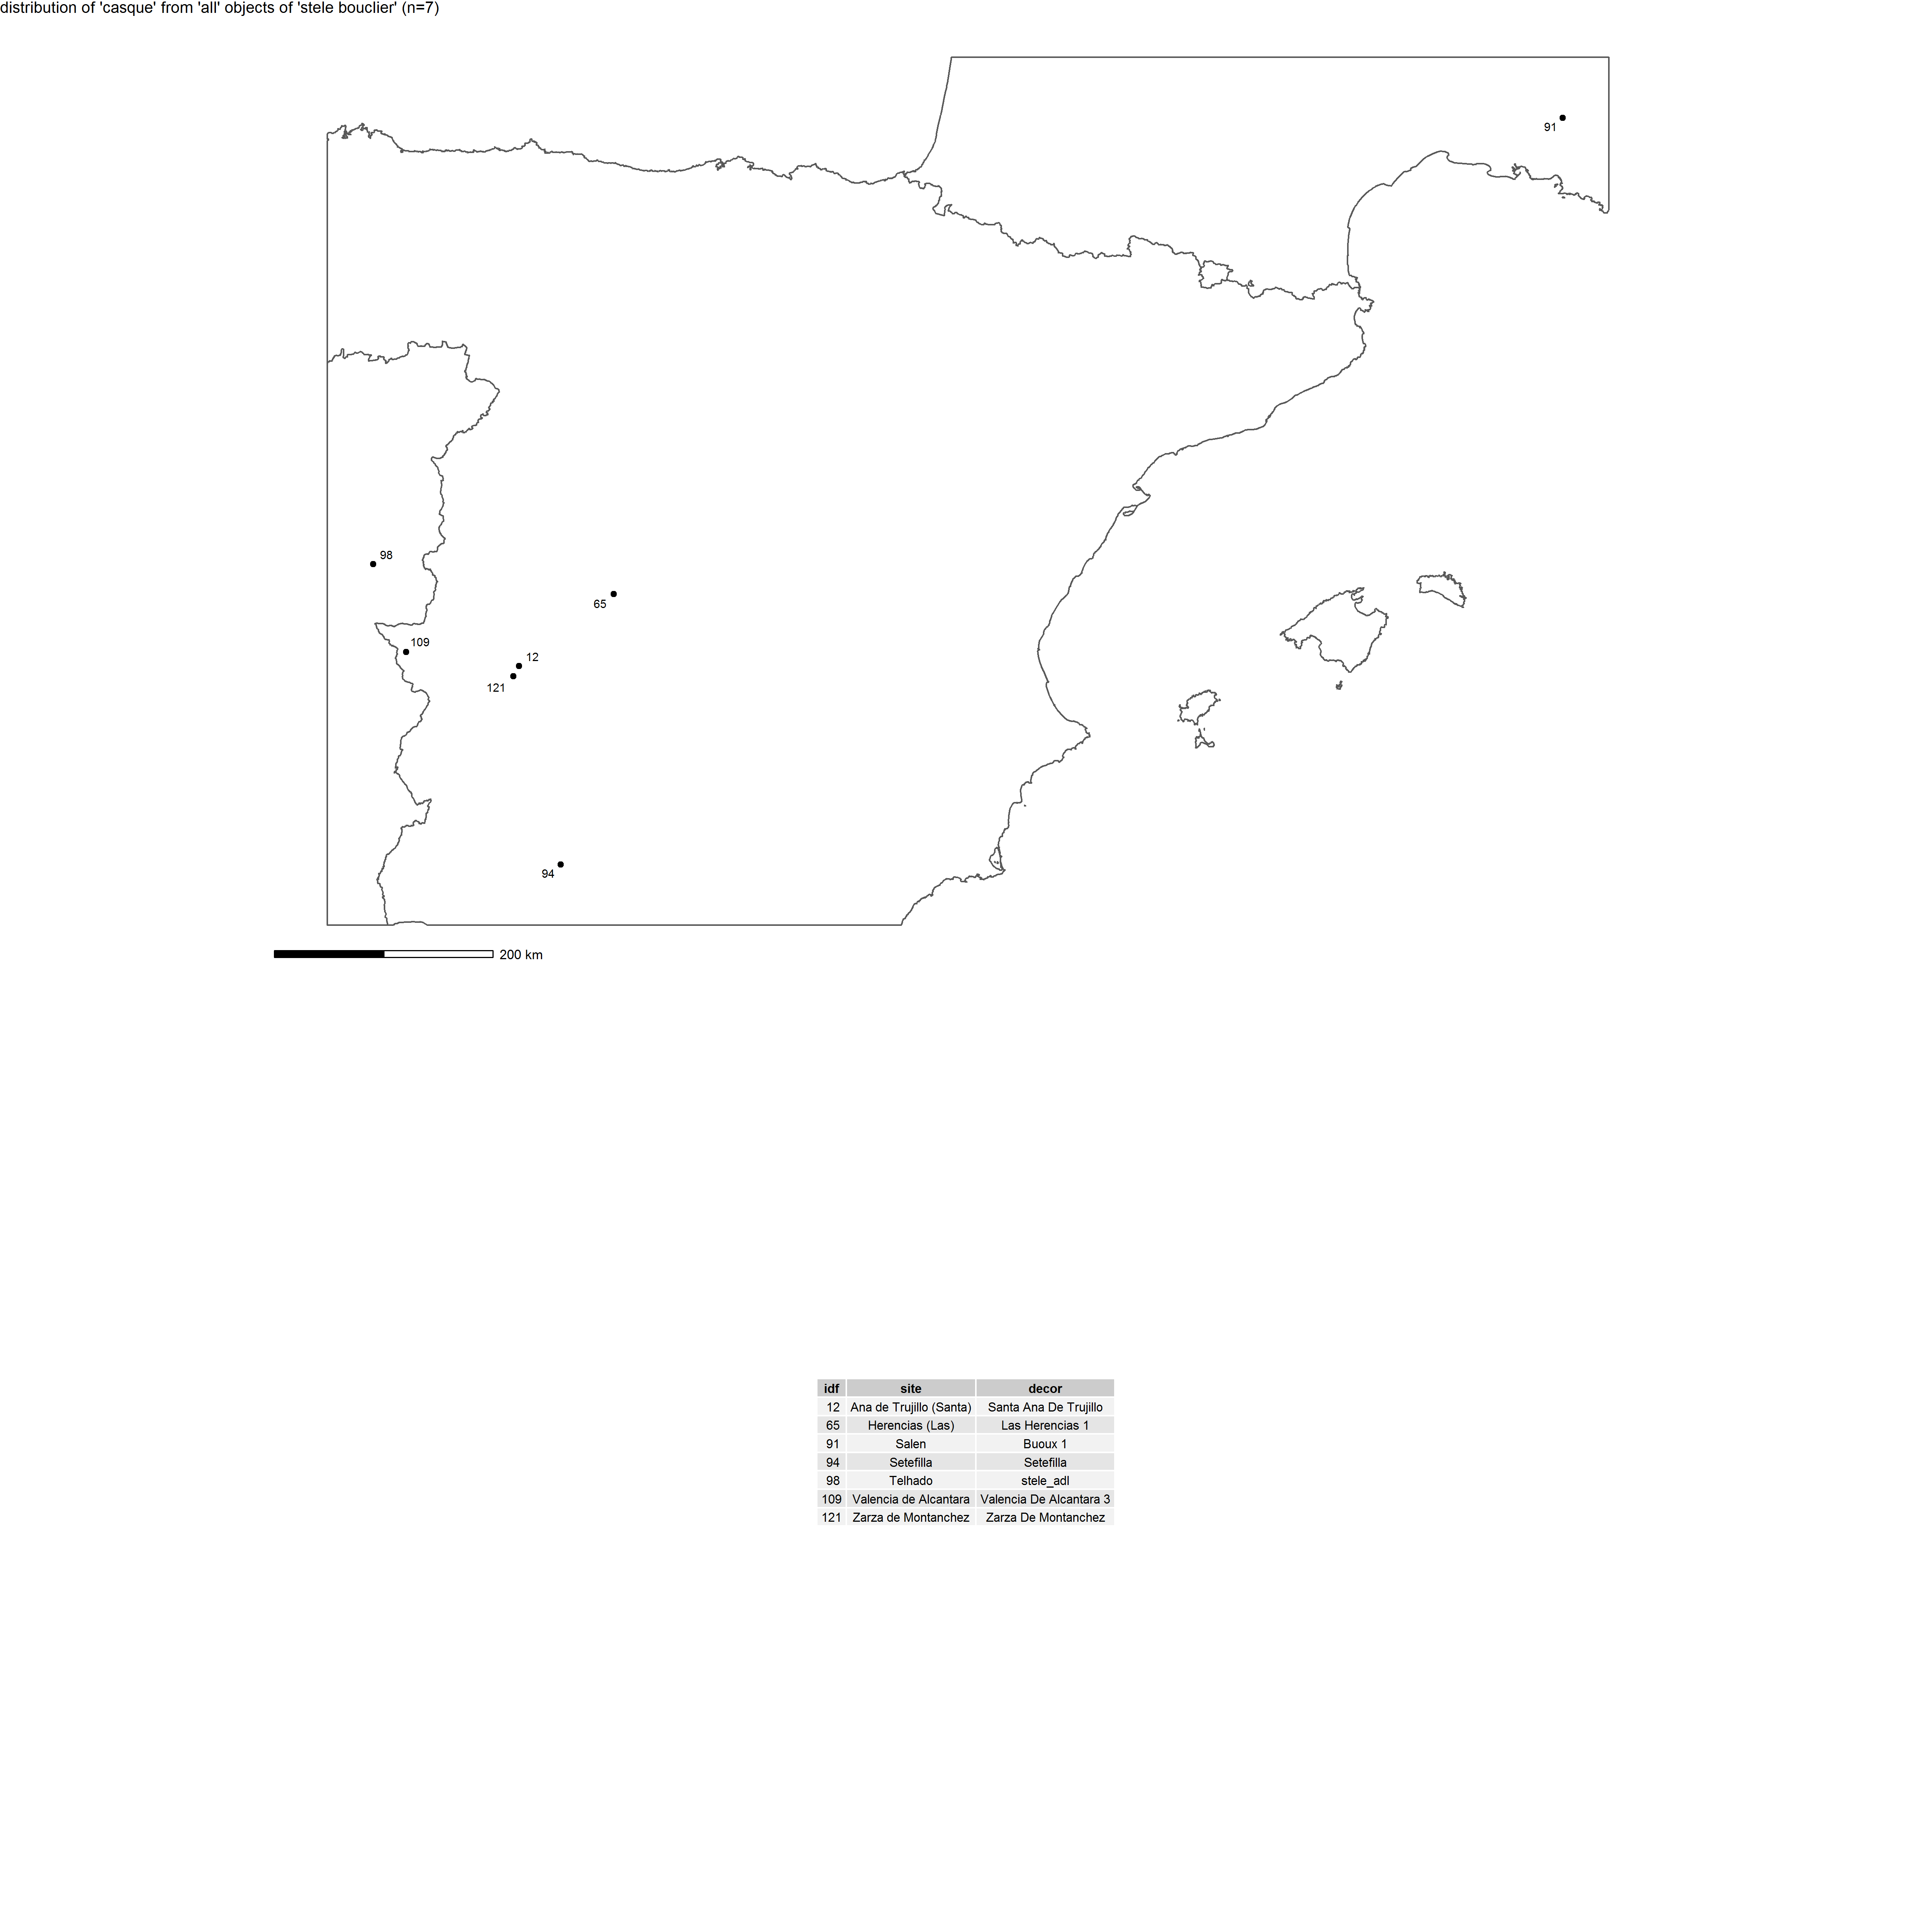 distribution of 'casque' from 'all' objects of 'stele bouclier' (n=7)
91
98
65
109
12
121
94
200 km
idf site decor
12 Ana de Trujillo (Santa) Santa Ana De Trujillo
65 Herencias (Las) Las Herencias 1
91 Salen Buoux 1
94 Setefilla Setefilla
98 Telhado stele_adl
109 Valencia de Alcantara Valencia De Alcantara 3
121 Zarza de Montanchez Zarza De Montanchez